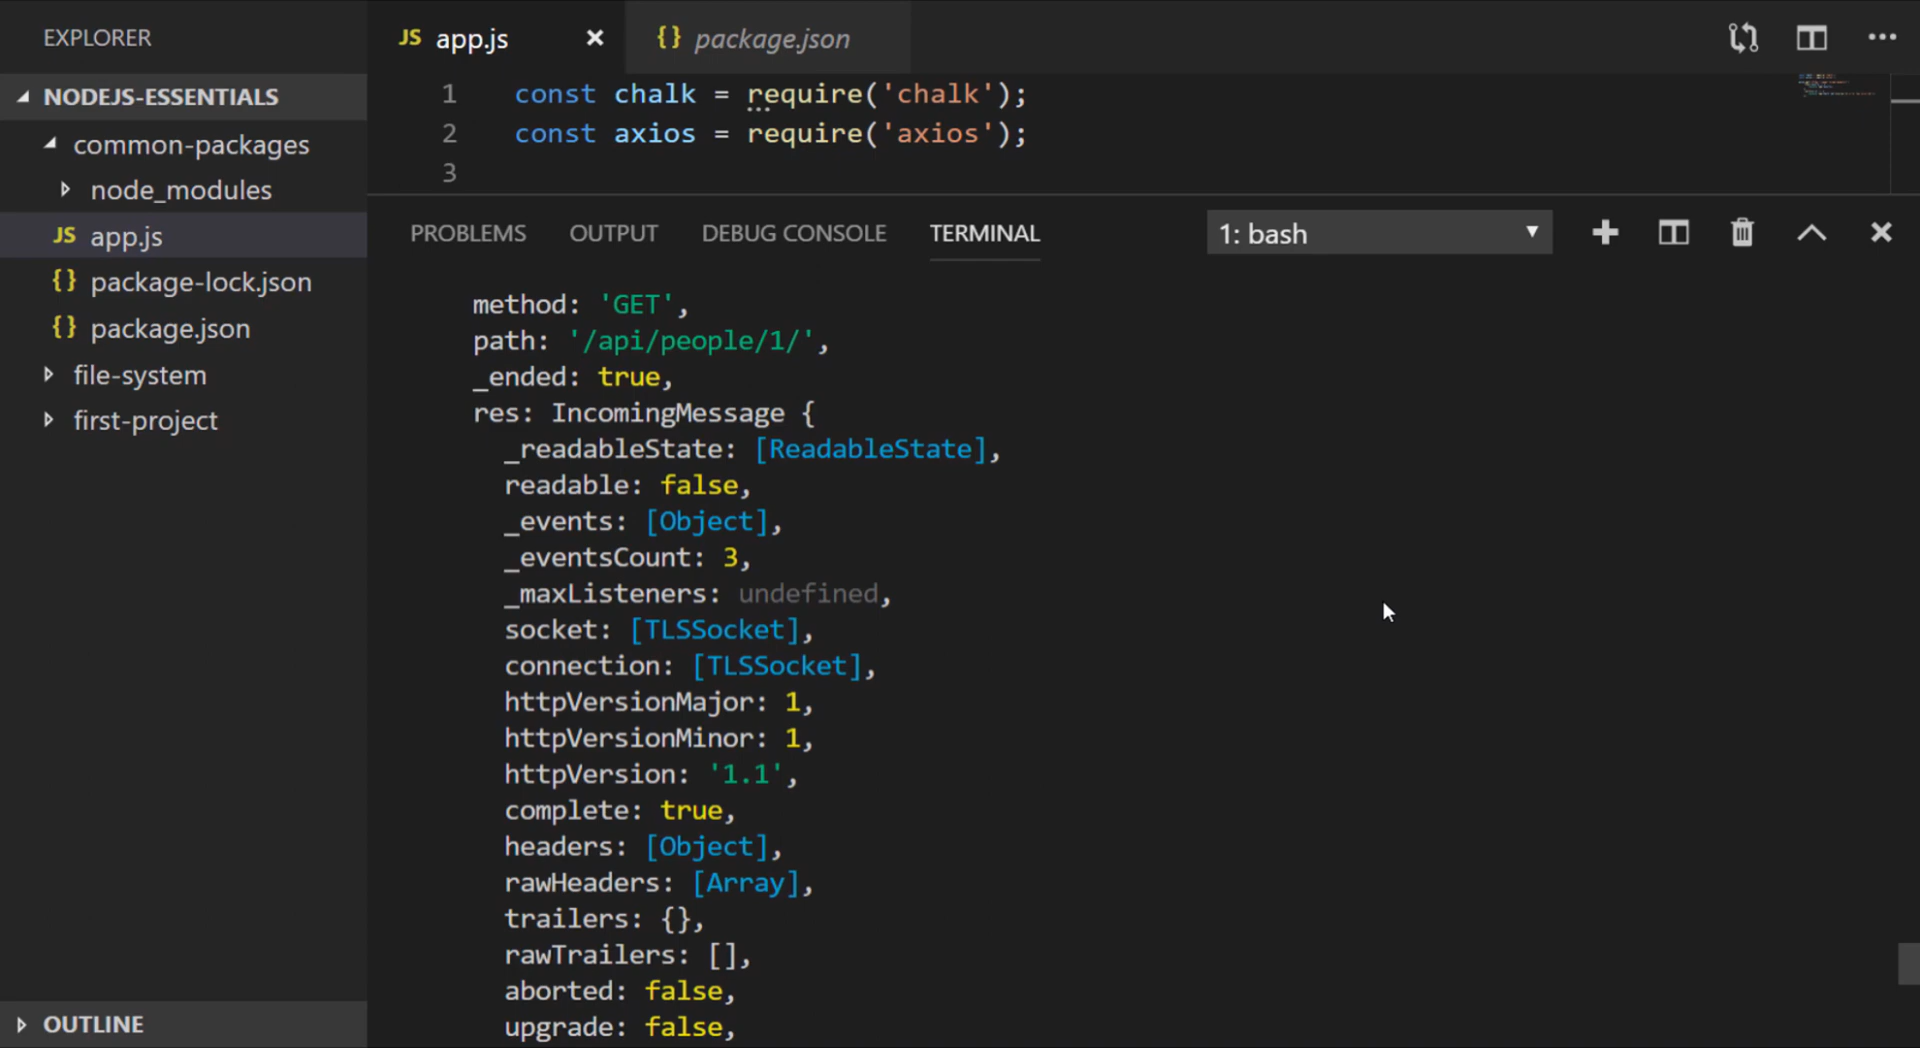 EXPLORER
NODEJS-ESSENTIALS
common-packages
node_modules
JS app.js
{} package-lock.json
{} package.json
file-system
first-project
OUTLINE
JS app.js
{} package.json
1 const chalk = require('chalk');
2 const axios = require('axios');
3
PROBLEMS OUTPUT DEBUG CONSOLE TERMINAL 1: bash
method: 'GET',
path: '/api/people/1/',
_ended: true,
res: IncomingMessage {
_readableState: [ReadableState],
readable: false,
_events: [Object],
_eventsCount: 3,
_maxListeners: undefined,
socket: [TLSSocket],
connection: [TLSSocket],
httpVersionMajor: 1,
httpVersionMinor: 1,
httpVersion: '1.1',
complete: true,
headers: [Object],
rawHeaders: [Array],
trailers: {},
rawTrailers: [],
aborted: false,
upgrade: false,